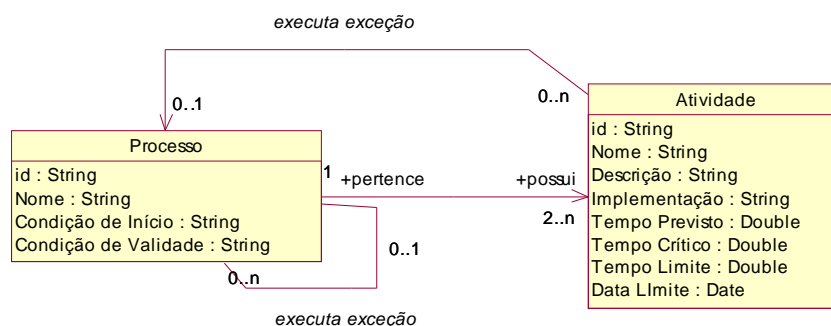 executa exceção
0..1
0..n
Processo
id : String
Nome : String
Condição de Início : String
Condição de Validade : String
1
+pertence
+possui
2..n
0..1
0..n
executa exceção
Atividade
id : String
Nome : String
Descrição : String
Implementação : String
Tempo Previsto : Double
Tempo Crítico : Double
Tempo Limite : Double
Data LImite : Date